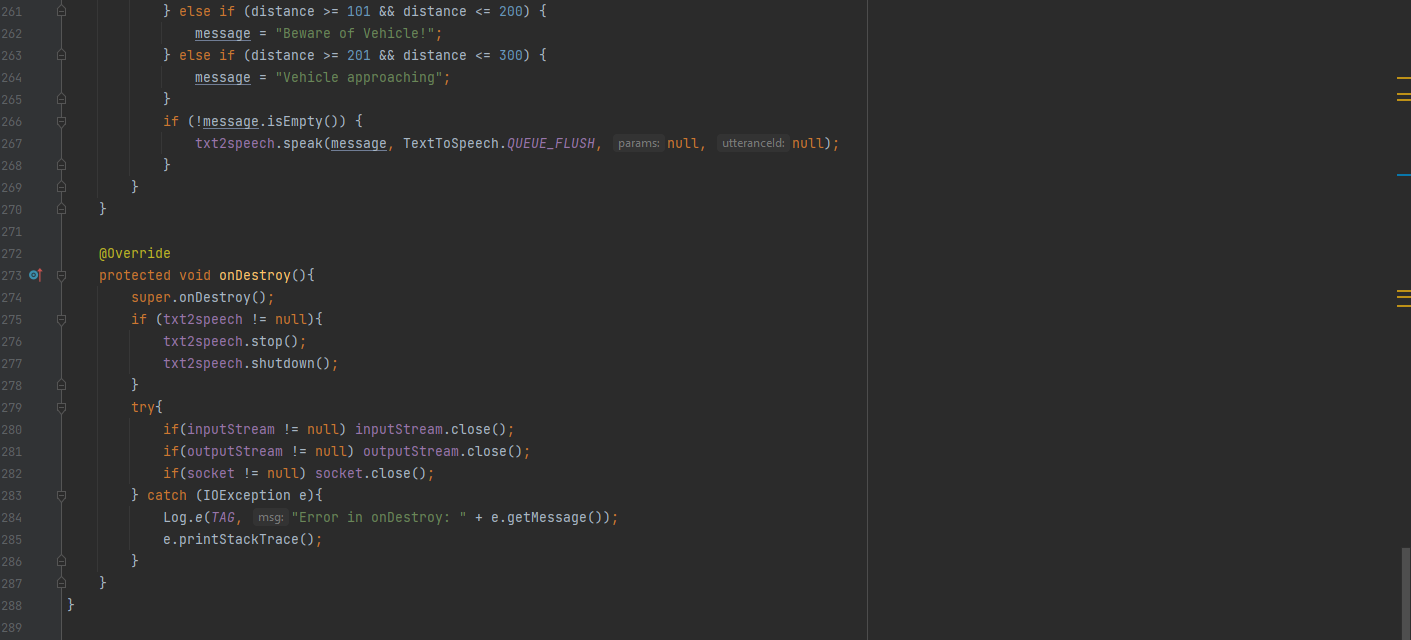 261 } else if (distance >= 101 && distance <= 200) {
262 message = "Beware of Vehicle!";
263 } else if (distance >= 201 && distance <= 300) {
264 message = "Vehicle approaching";
265 }
266 if (!message.isEmpty()) {
267 txt2speech.speak(message, TextToSpeech.QUEUE_FLUSH, params: null, utteranceId: null);
268 }
269 }
270 }
271
272 @Override
273 protected void onDestroy(){
274 super.onDestroy();
275 if (txt2speech != null){
276 txt2speech.stop();
277 txt2speech.shutdown();
278 }
279 try{
280 if(inputStream != null) inputStream.close();
281 if(outputStream != null) outputStream.close();
282 if(socket != null) socket.close();
283 } catch (IOException e){
284 Log.e(TAG, msg: "Error in onDestroy: " + e.getMessage());
285 e.printStackTrace();
286 }
287 }
288 }
289